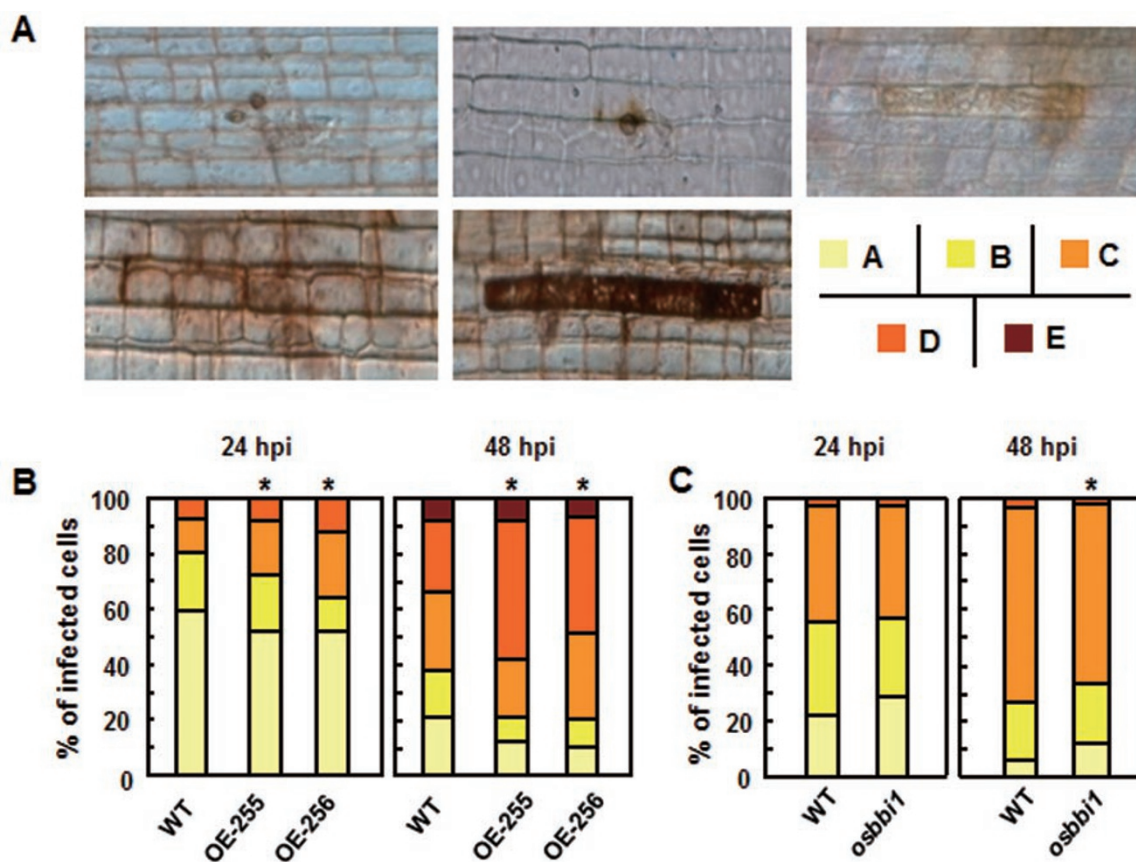 A
A B C
D E
24 hpi 48 hpi
B
% of infected cells
100
80
60
40
20
0
* *
* *
WT OE-255 OE-256
WT OE-255 OE-256
24 hpi 48 hpi
C
% of infected cells
100
80
60
40
20
0
*
WT osbbi1
WT osbbi1